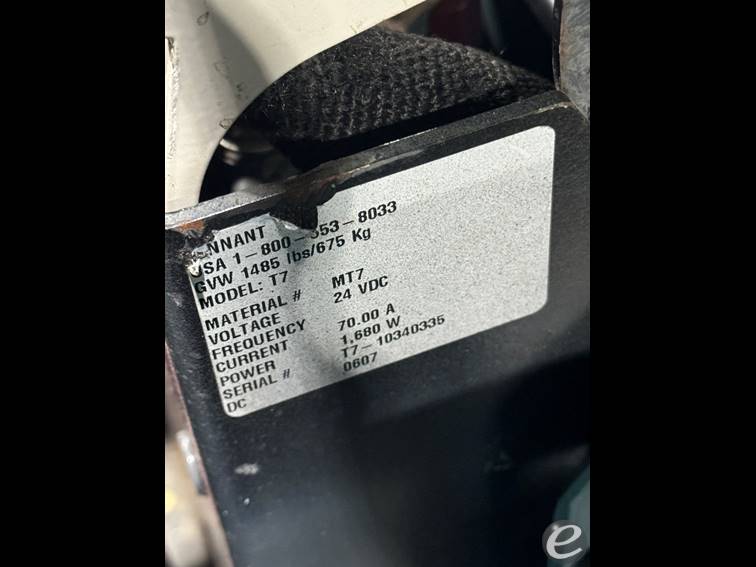 NNANT
USA 1-800-353-8033
GVW 1485 lbs/675 Kg
MODEL: T7
MATERIAL # MT7
VOLTAGE 24 VDC
FREQUENCY
CURRENT 70.00 A
POWER 1,680 W
SERIAL # T7-10340335
DC 0607
e